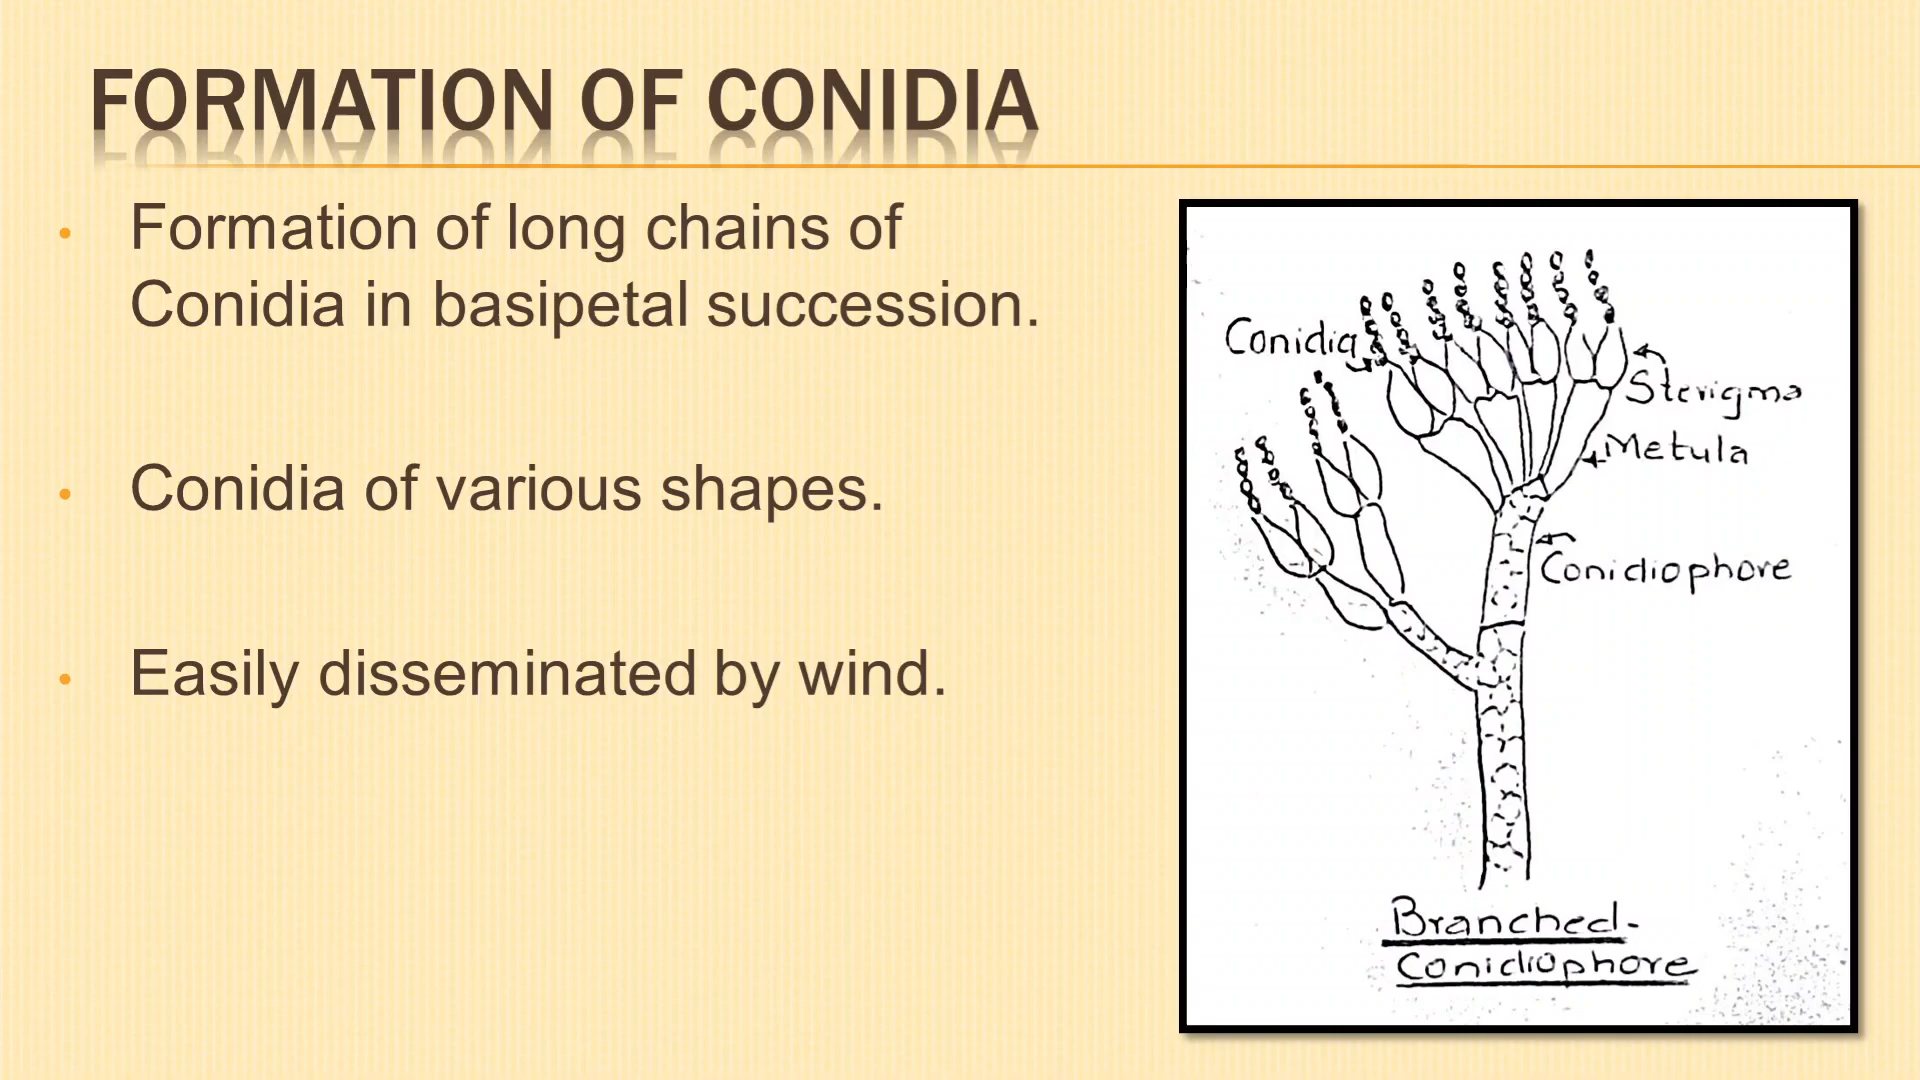 FORMATION OF CONIDIA
• Formation of long chains of
Conidia in basipetal succession.
• Conidia of various shapes.
• Easily disseminated by wind.
Conidia
Sterigma
Metula
Conidiophore
Branched-
Conidiophore